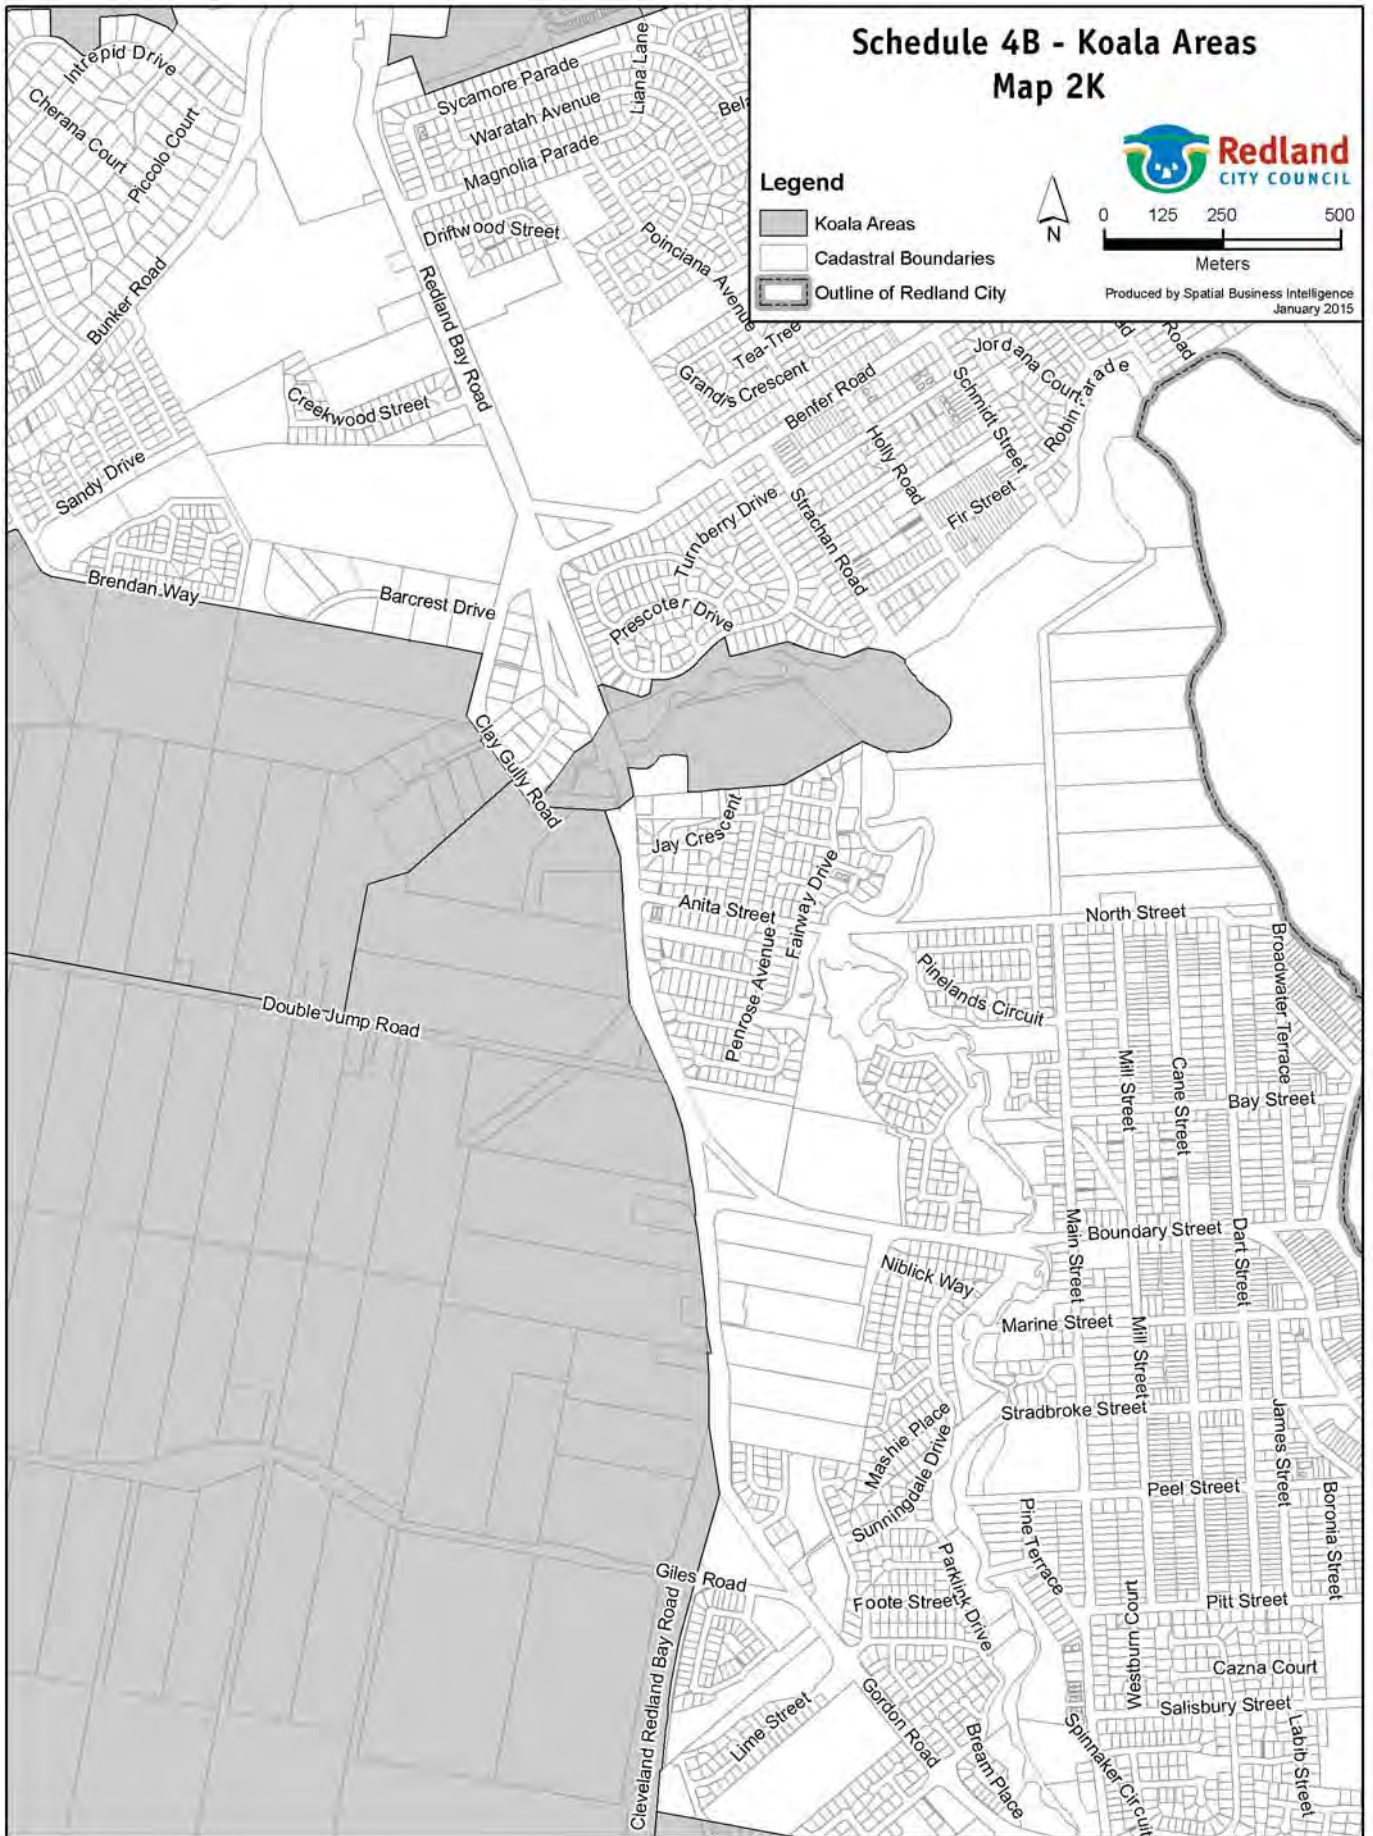 Schedule 4B - Koala Areas
Map 2K
Redland
CITY COUNCIL
Legend
Koala Areas
Cadastral Boundaries
Outline of Redland City
N
0 125 250 500
Meters
Produced by Spatial Business Intelligence
January 2015
Intrepid Drive
Cherana Court
Piccolo Court
Bunker Road
Sycamore Parade
Waratah Avenue
Magnolia Parade
Liana Lane
Driftwood Street
Poinciana Avenue
Redland Bay Road
Tea-Tree
Grandis Crescent
Benfer Road
Jordana Court
Road
Schmidt Street
Robin Parade
Creekwood Street
Holly Road
Sandy Drive
Fir Street
Turnberry Drive
Strachan Road
Brendan Way
Barcrest Drive
Prescoter Drive
Clay Gully Road
Jay Crescent
Fairway Drive
Anita Street
North Street
Penrose Avenue
Pinelands Circuit
Broadwater Terrace
Double Jump Road
Mill Street
Cane Street
Bay Street
Main Street
Boundary Street
Dart Street
Niblick Way
Marine Street
Mill Street
Stradbroke Street
Mashie Place
Sunningdale Drive
James Street
Peel Street
Boronia Street
Pine Terrace
Giles Road
Parklink Drive
Foote Street
Westburn Court
Pitt Street
Cleveland Redland Bay Road
Cazna Court
Lime Street
Gordon Road
Salisbury Street
Bream Place
Spinnaker Circuit
Labib Street